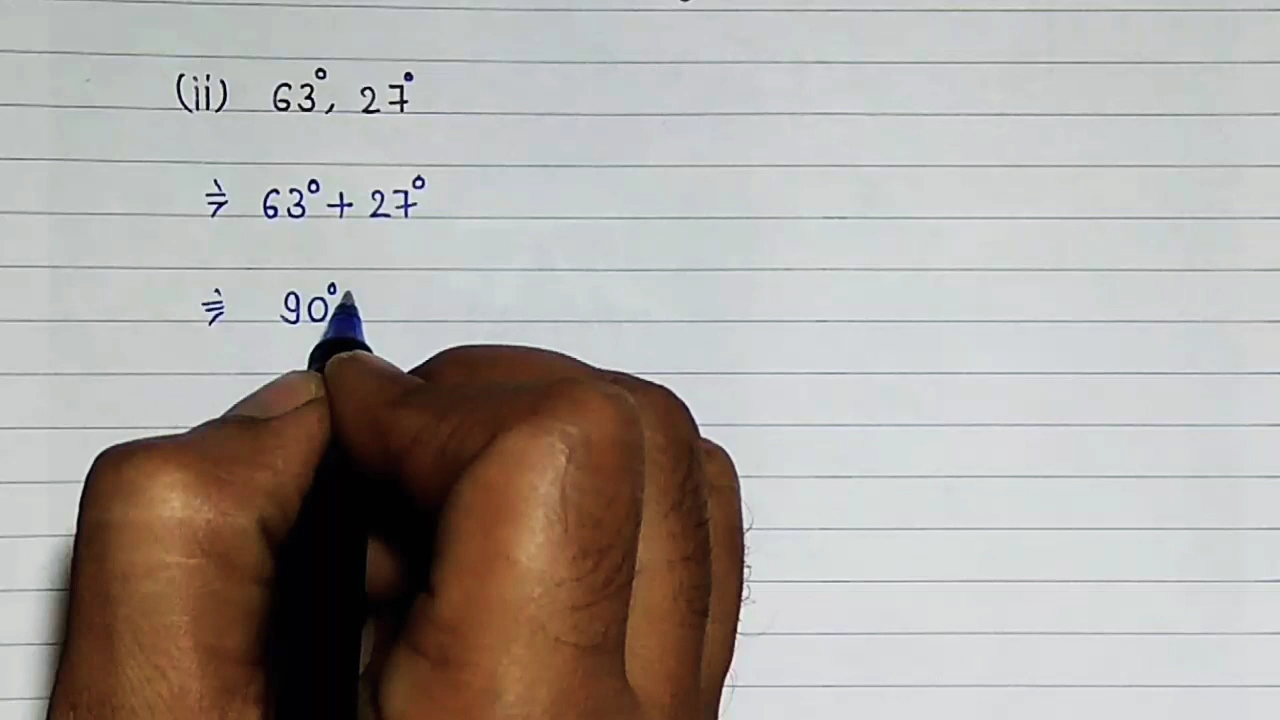 (ii) 63°, 27°
⇒ 63° + 27°
⇒ 90°